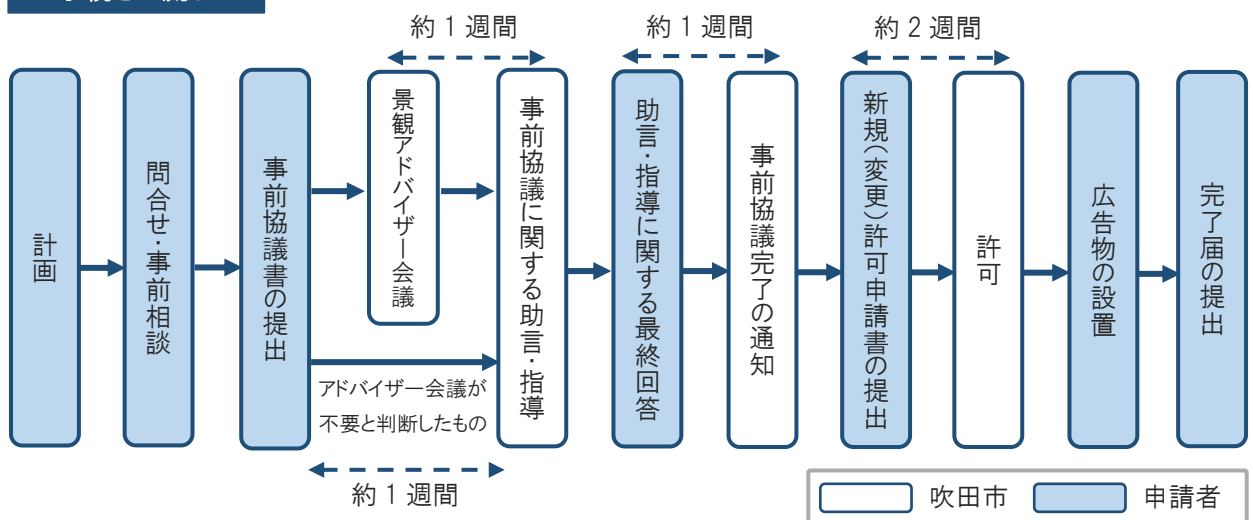 約1週間
約1週間
約2週間
計画
問合せ・事前相談
事前協議書の提出
景観アドバイザー会議
アドバイザー会議が
不要と判断したもの
約1週間
事前協議に関する助言・指導
助言・指導に関する最終回答
事前協議完了の通知
新規(変更)許可申請書の提出
許可
広告物の設置
完了届の提出
吹田市
申請者